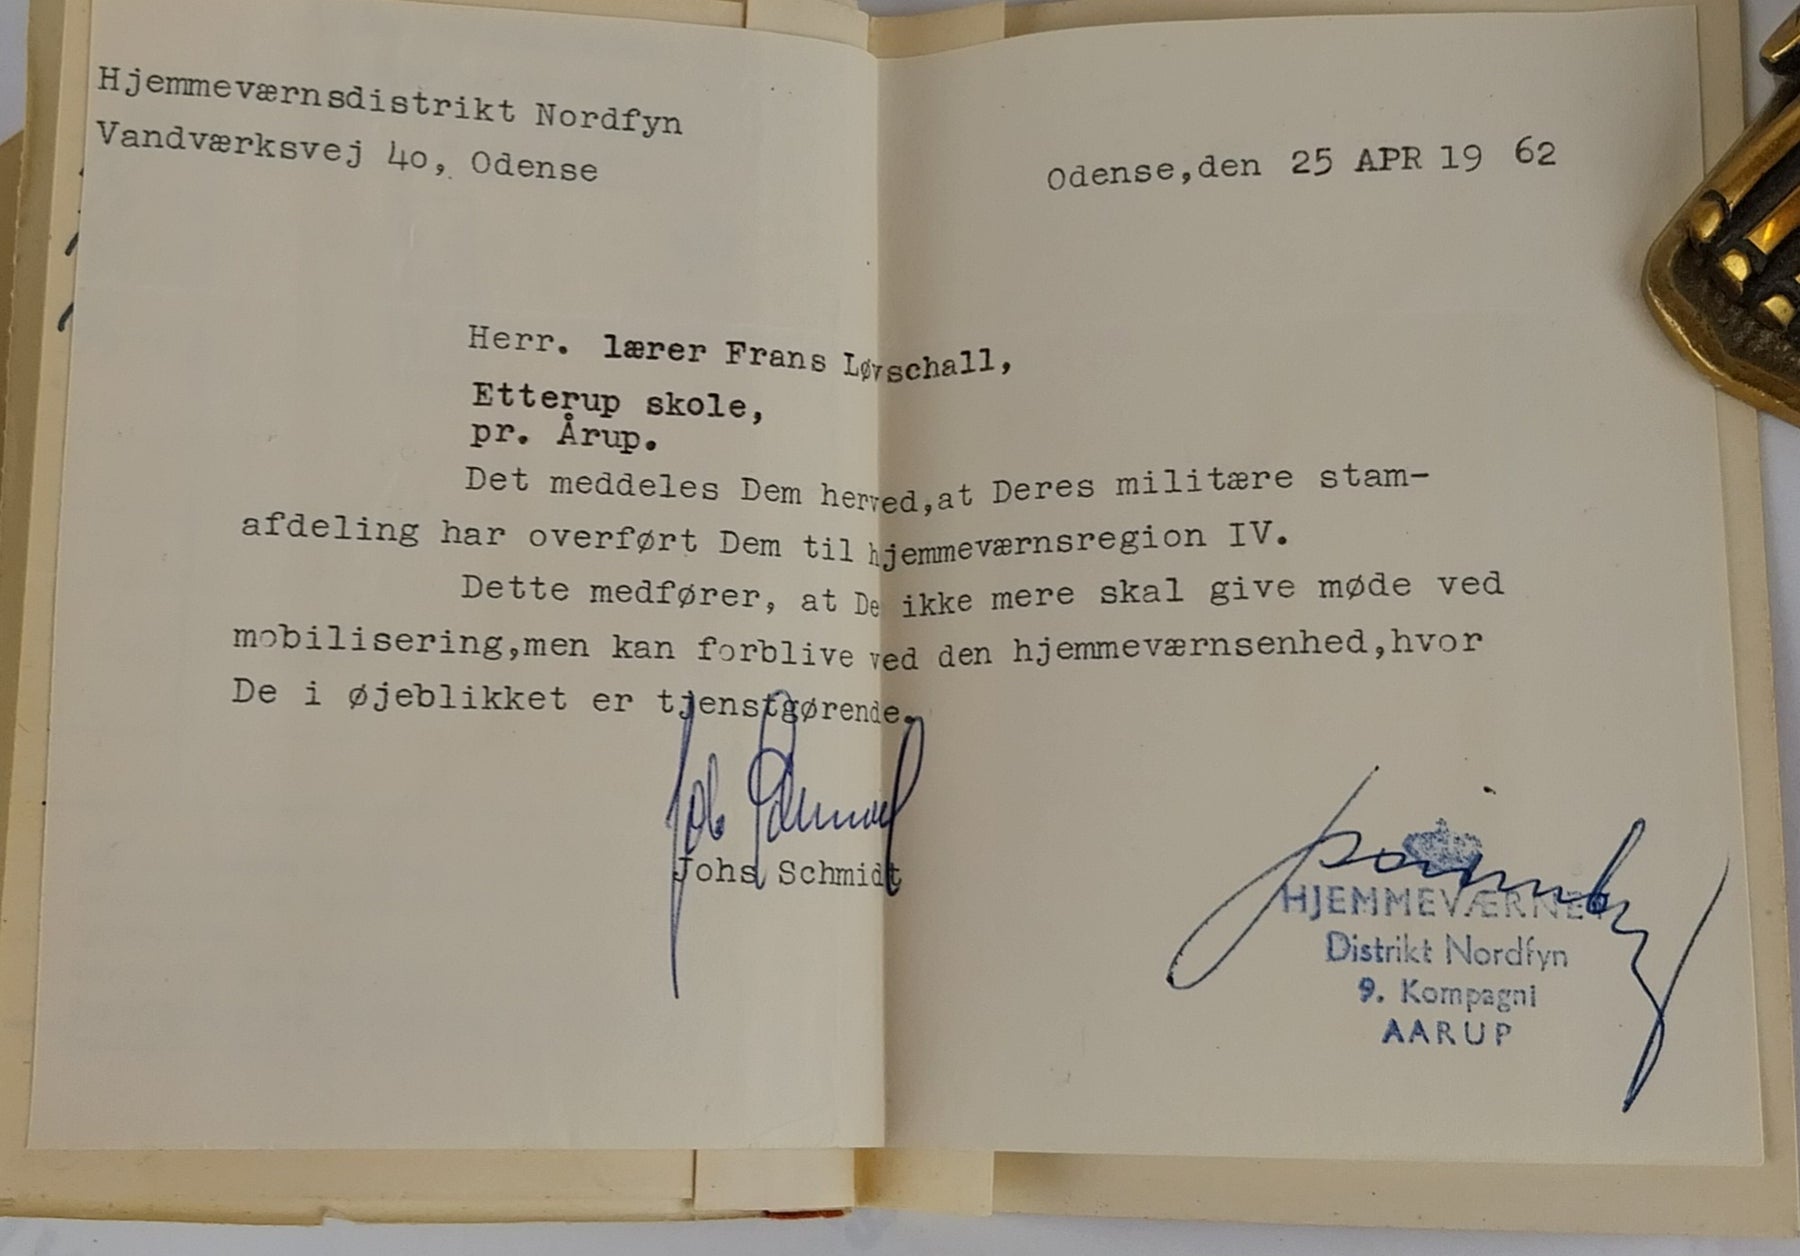 Hjemmeværnsdistrikt Nordfyn
Vandværksvej 40, Odense
Odense,den 25 APR 19 62
Herr. lærer Frans Løvschall,
Etterup skole,
pr. Årup.
Det meddeles Dem herved,at Deres militære stam-
afdeling har overført Dem til hjemmeværnsregion IV.
Dette medfører, at De ikke mere skal give møde ved
mobilisering,men kan forblive ved den hjemmeværnsenhed,hvor
De i øjeblikket er tjenstgørende.
Johs Schmidt
HJEMMEVÆRNET
Distrikt Nordfyn
9. Kompagni
AARUP